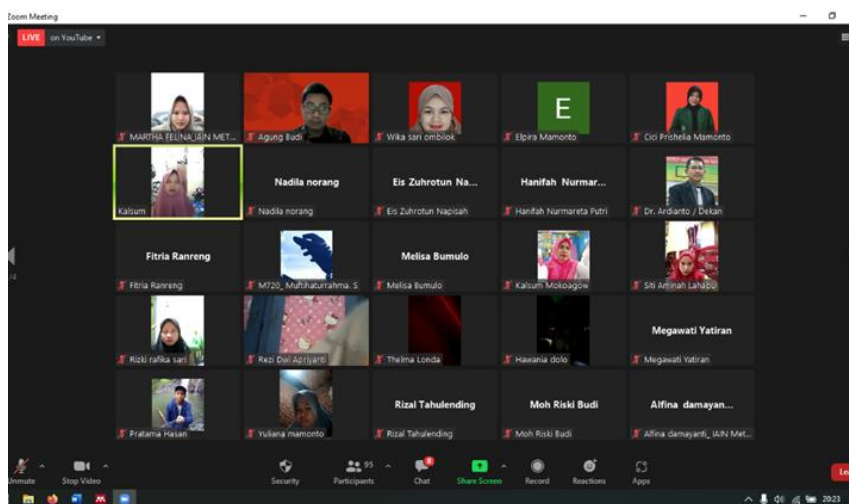 Zoom Meeting
LIVE on YouTube
MARTHA FELINA_IAIN MET...
Agung Budi
Wika sari ombilok
E
Elpira Mamonto
Cici Prishelia Mamonto
Kalsum
Nadila norang
Nadila norang
Eis Zuhrotun Na...
Eis Zuhrotun Napisah
Hanifah Nurmar...
Hanifah Nurmareta Putri
Dr. Ardianto / Dekan
Fitria Ranreng
Fitria Ranreng
M720_ Muftihaturrahma. S
Melisa Bumulo
Melisa Bumulo
Kalsum Mokoagow
Siti Aminah Lahabu
Rizki rafika sari
Rezi Dwi Apriyanti
Thelma Londa
Hawania dolo
Megawati Yatiran
Megawati Yatiran
Pratama Hasan
Yuliana mamonto
Rizal Tahulending
Rizal Tahulending
Moh Riski Budi
Moh Riski Budi
Alfina damayan...
Alfina damayanti_ IAIN Met...
Unmute
Stop Video
Security
95
Participants
8
Chat
Share Screen
Record
Reactions
Apps
20:23